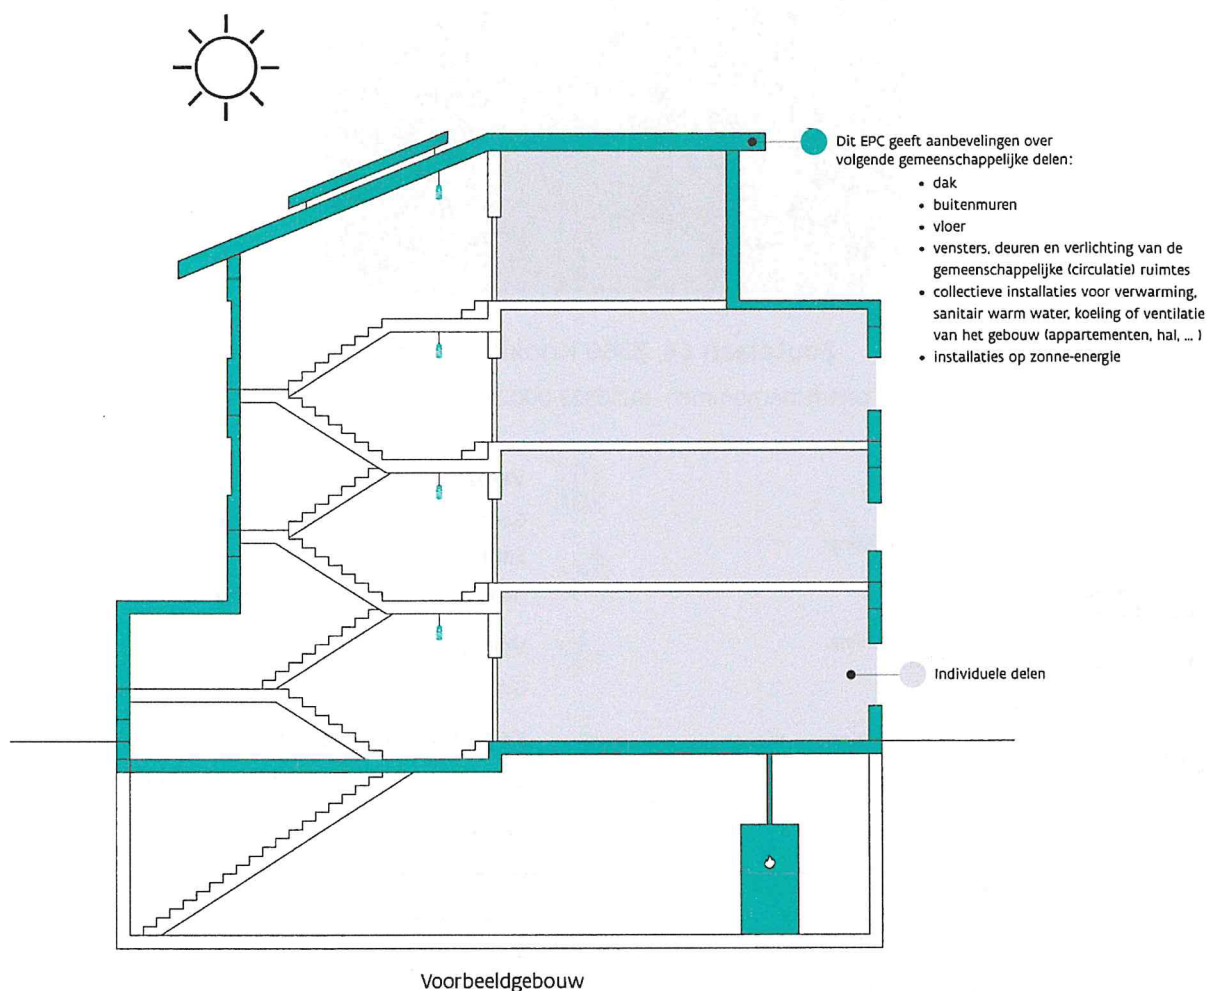 Dit EPC geeft aanbevelingen over
volgende gemeenschappelijke delen:
• dak
• buitenmuren
• vloer
• vensters, deuren en verlichting van de
gemeenschappelijke (circulatie) ruimtes
• collectieve installaties voor verwarming,
sanitair warm water, koeling of ventilatie
van het gebouw (appartementen, hal, ... )
• installaties op zonne-energie
Individuele delen
Voorbeeldgebouw